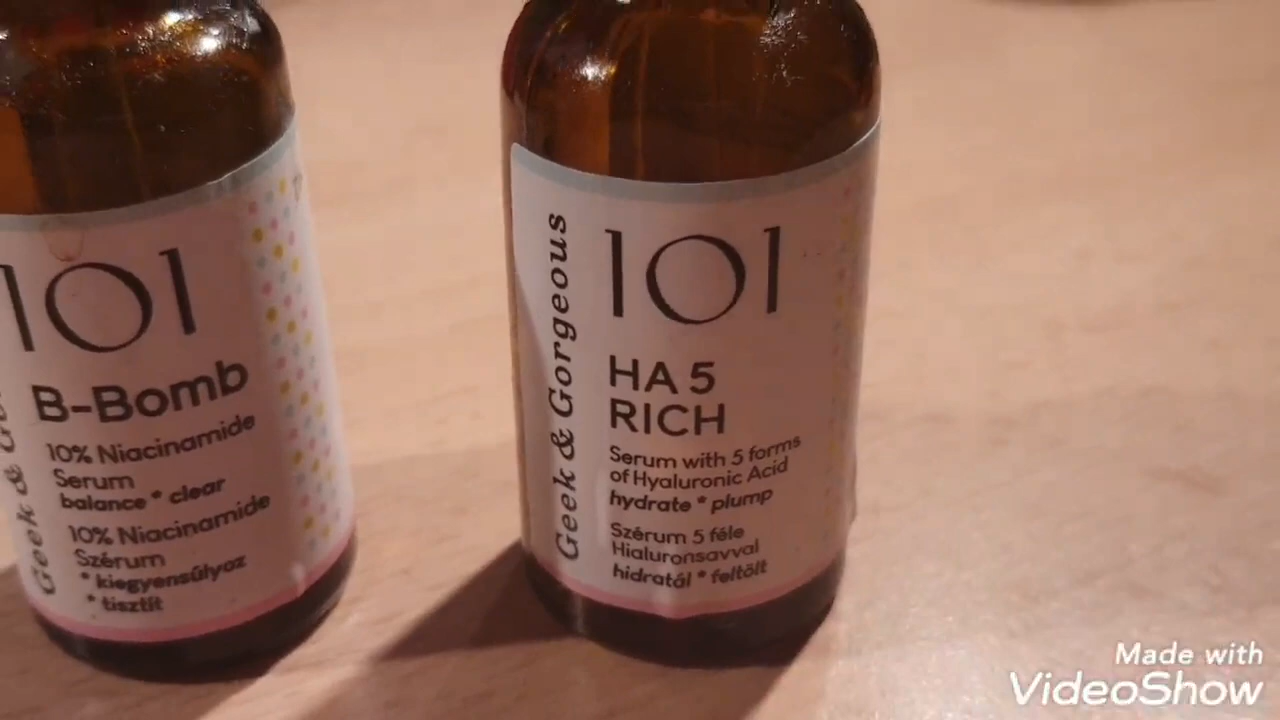 101
B-Bomb
10% Niacinamide
Serum
balance * clear
10% Niacinamide
Szérum
* kiegyensúlyoz
* tisztít
Geek & Gorgeous
101
HA 5
RICH
Serum with 5 forms
of Hyaluronic Acid
hydrate * plump
Szérum 5 féle
Hialuronsavval
hidratál * feltölt
Made with
VideoShow